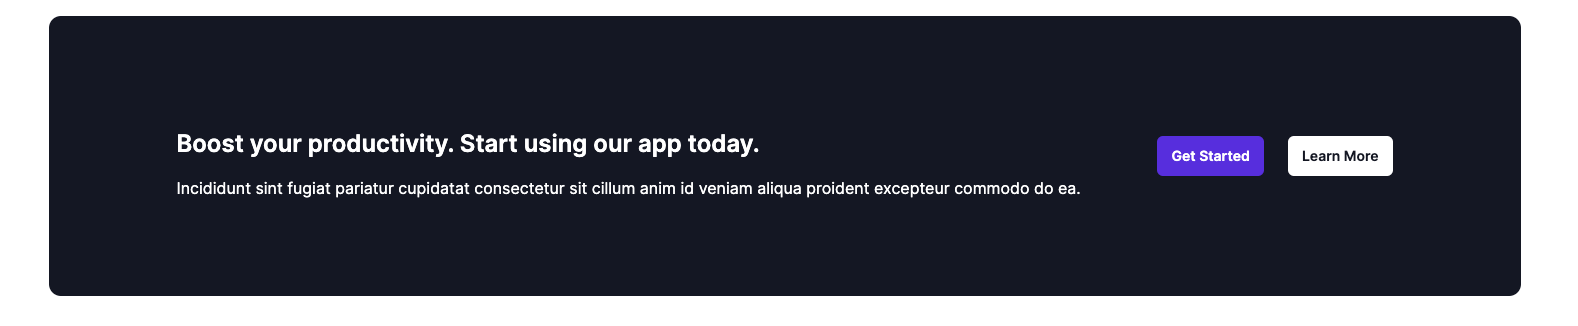 Boost your productivity. Start using our app today.
Incididunt sint fugiat pariatur cupidatat consectetur sit cillum anim id veniam aliqua proident excepteur commodo do ea.
Get Started
Learn More